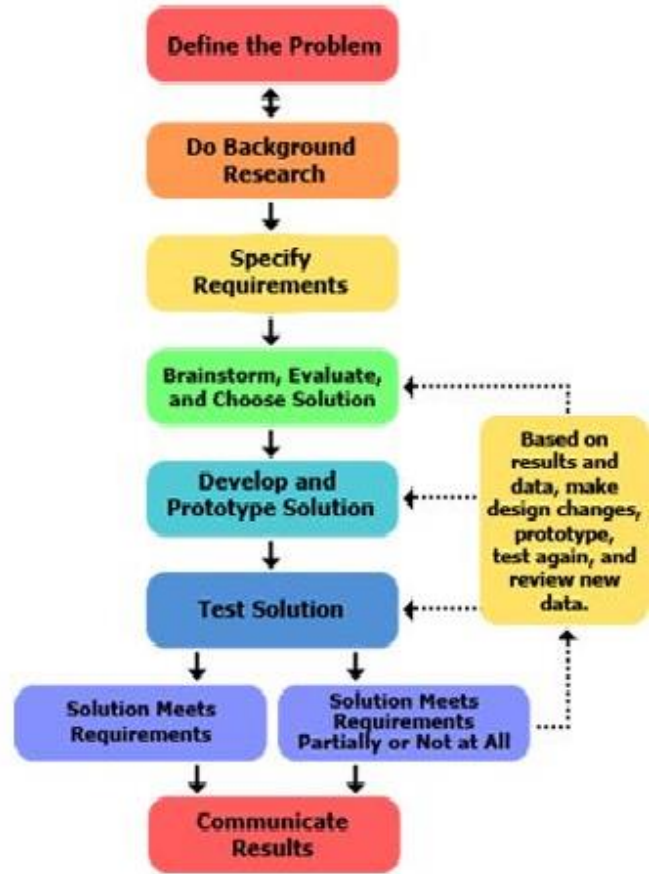 Define the Problem
Do Background
Research
Specify
Requirements
Brainstorm, Evaluate,
and Choose Solution
Develop and
Prototype Solution
Test Solution
Solution Meets
Requirements
Solution Meets
Requirements
Partially or Not at All
Based on
results and
data, make
design changes,
prototype,
test again, and
review new
data.
Communicate
Results